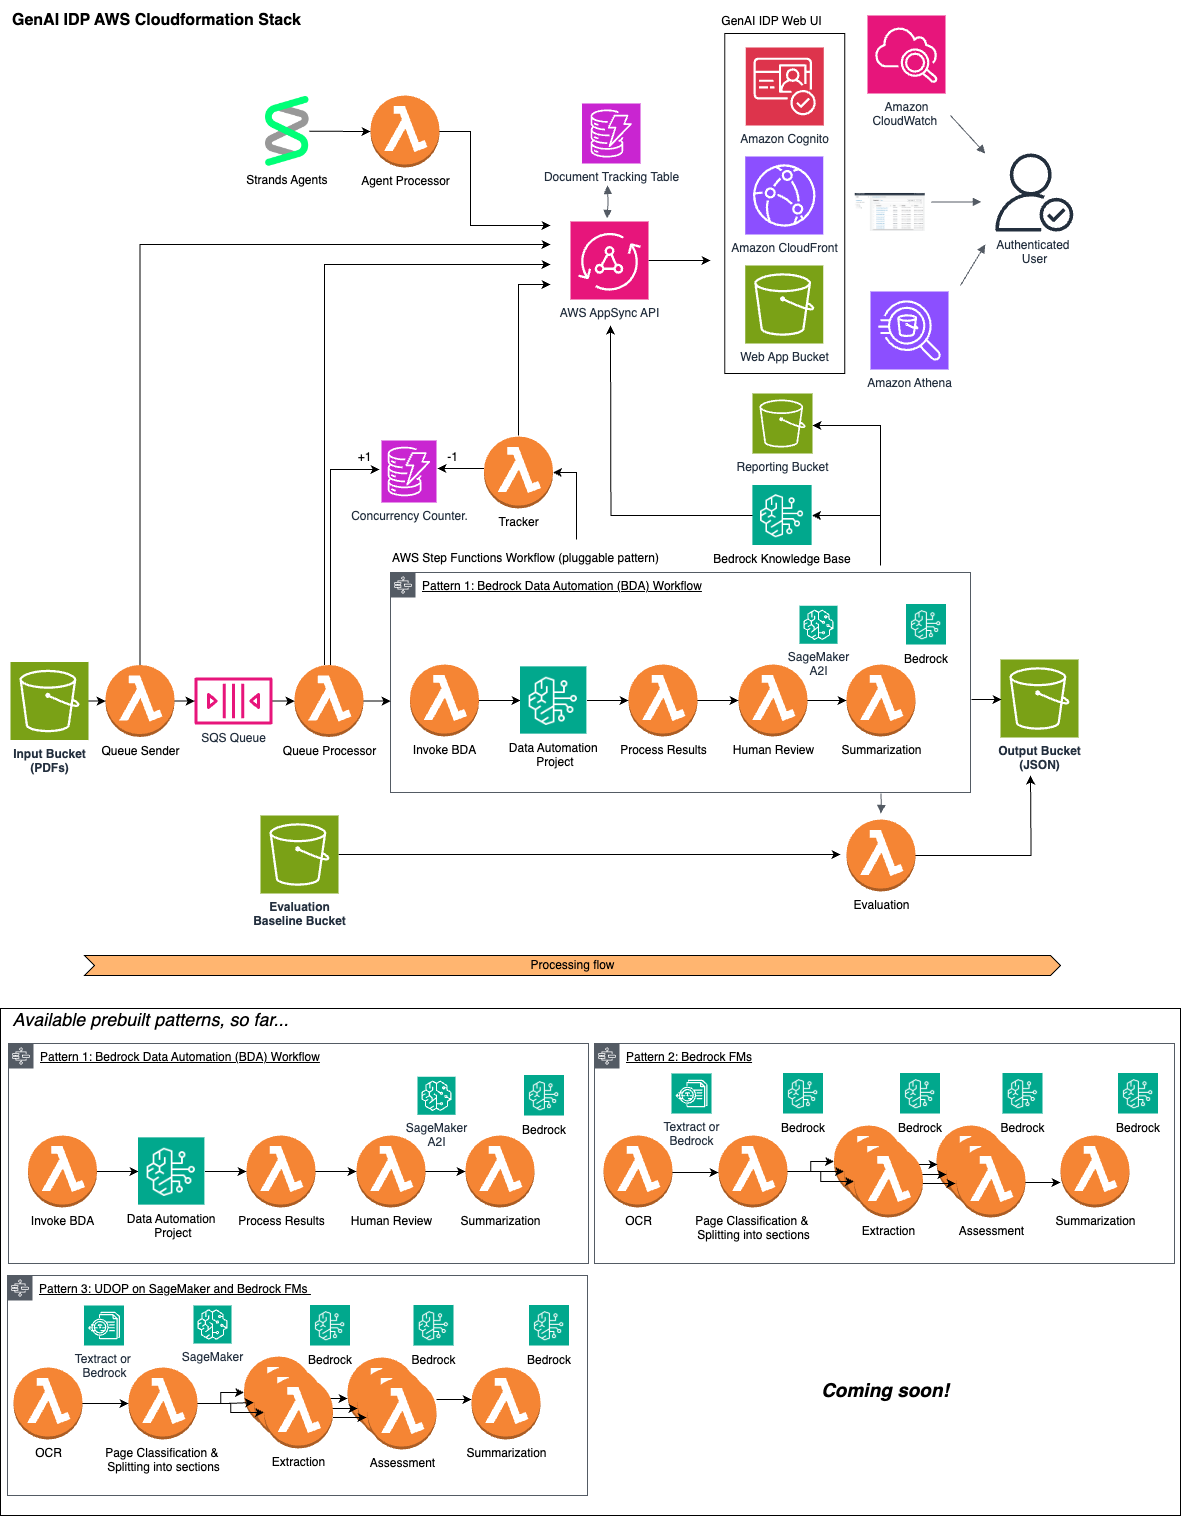 GenAI IDP AWS Cloudformation Stack
GenAI IDP Web UI
Amazon
CloudWatch
Amazon Cognito
Strands Agents
Agent Processor
Document Tracking Table
Amazon CloudFront
Authenticated
User
AWS AppSync API
Web App Bucket
Amazon Athena
+1
-1
Reporting Bucket
Concurrency Counter.
Tracker
AWS Step Functions Workflow (pluggable pattern)
Bedrock Knowledge Base
Pattern 1: Bedrock Data Automation (BDA) Workflow
SageMaker
A2I
Bedrock
Input Bucket
(PDFs)
Queue Sender
SQS Queue
Queue Processor
Invoke BDA
Data Automation
Project
Process Results
Human Review
Summarization
Output Bucket
(JSON)
Evaluation
Baseline Bucket
Evaluation
Processing flow
Available prebuilt patterns, so far...
Pattern 1: Bedrock Data Automation (BDA) Workflow
SageMaker
A2I
Bedrock
Invoke BDA
Data Automation
Project
Process Results
Human Review
Summarization
Pattern 2: Bedrock FMs
Textract or
Bedrock
Bedrock
Bedrock
Bedrock
Bedrock
OCR
Page Classification &
Splitting into sections
Extraction
Assessment
Summarization
Pattern 3: UDOP on SageMaker and Bedrock FMs
Textract or
Bedrock
SageMaker
Bedrock
Bedrock
Bedrock
OCR
Page Classification &
Splitting into sections
Extraction
Assessment
Summarization
Coming soon!